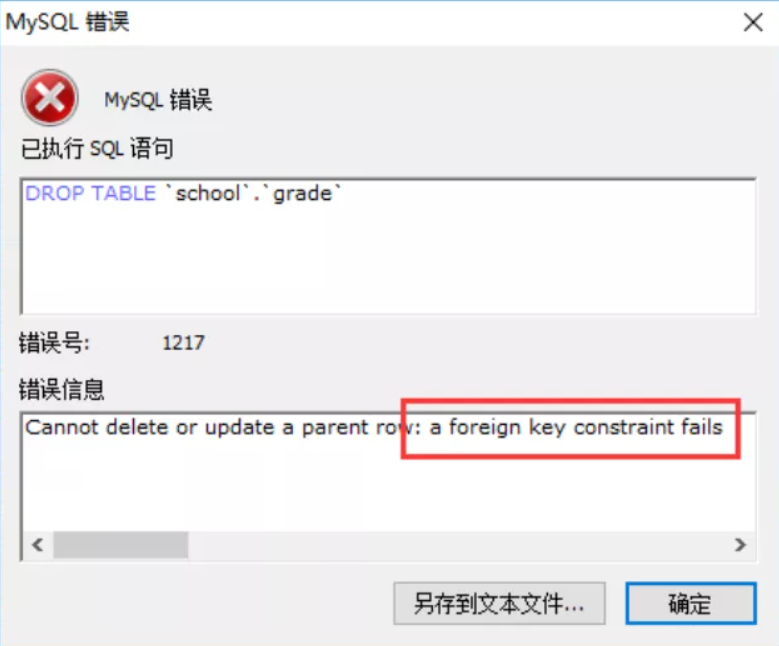 MySQL 错误
MySQL 错误
已执行 SQL 语句
DROP TABLE `school`.`grade`
错误号: 1217
错误信息
Cannot delete or update a parent row: a foreign key constraint fails
另存到文本文件... 确定